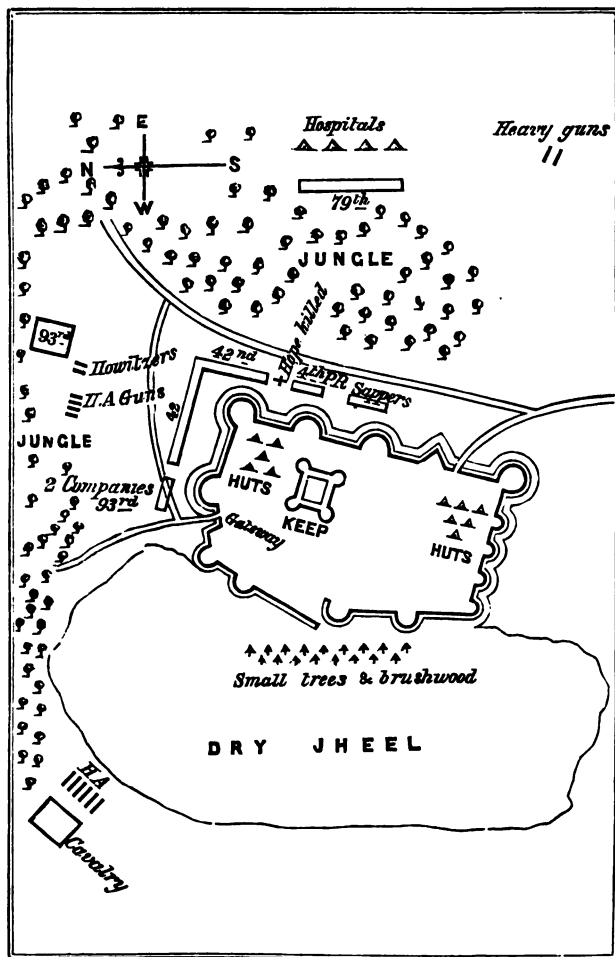 E
N
S
W
Hospitals
Heavy guns
79th
JUNGLE
Hope killed
93rd
Howitzers
H.A Guns
42nd
42
4th P.R
Sappers
JUNGLE
2 Companies
93rd
HUTS
KEEP
Gateway
HUTS
Small trees & brushwood
DRY JHEEL
H A
Cavalry